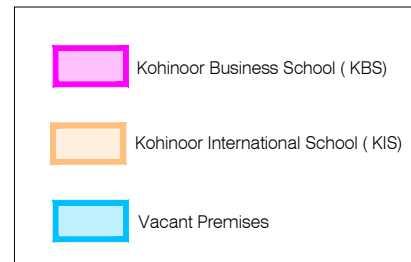 Kohinoor Business School ( KBS)
Kohinoor International School ( KIS)
Vacant Premises